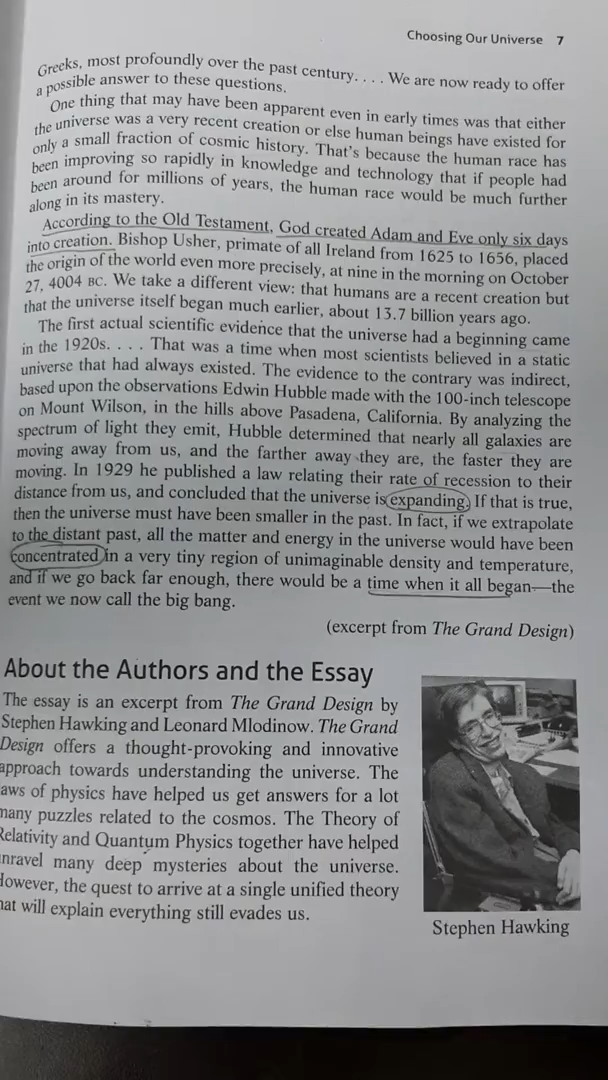 Choosing Our Universe 7
Greeks, most profoundly over the past century. . . . We are now ready to offer
a possible answer to these questions.
One thing that may have been apparent even in early times was that either
the universe was a very recent creation or else human beings have existed for
only a small fraction of cosmic history. That's because the human race has
been improving so rapidly in knowledge and technology that if people had
been around for millions of years, the human race would be much further
along in its mastery.
According to the Old Testament, God created Adam and Eve only six days
into creation. Bishop Usher, primate of all Ireland from 1625 to 1656, placed
the origin of the world even more precisely, at nine in the morning on October
27, 4004 BC. We take a different view: that humans are a recent creation but
that the universe itself began much earlier, about 13.7 billion years ago.
The first actual scientific evidence that the universe had a beginning came
in the 1920s. . . . That was a time when most scientists believed in a static
universe that had always existed. The evidence to the contrary was indirect,
based upon the observations Edwin Hubble made with the 100-inch telescope
on Mount Wilson, in the hills above Pasadena, California. By analyzing the
spectrum of light they emit, Hubble determined that nearly all galaxies are
moving away from us, and the farther away they are, the faster they are
moving. In 1929 he published a law relating their rate of recession to their
distance from us, and concluded that the universe is expanding. If that is true,
then the universe must have been smaller in the past. In fact, if we extrapolate
to the distant past, all the matter and energy in the universe would have been
concentrated in a very tiny region of unimaginable density and temperature,
and if we go back far enough, there would be a time when it all began—the
event we now call the big bang.
(excerpt from The Grand Design)
About the Authors and the Essay
The essay is an excerpt from The Grand Design by
Stephen Hawking and Leonard Mlodinow. The Grand
Design offers a thought-provoking and innovative
approach towards understanding the universe. The
aws of physics have helped us get answers for a lot
many puzzles related to the cosmos. The Theory of
Relativity and Quantum Physics together have helped
nravel many deep mysteries about the universe.
However, the quest to arrive at a single unified theory
hat will explain everything still evades us.
Stephen Hawking